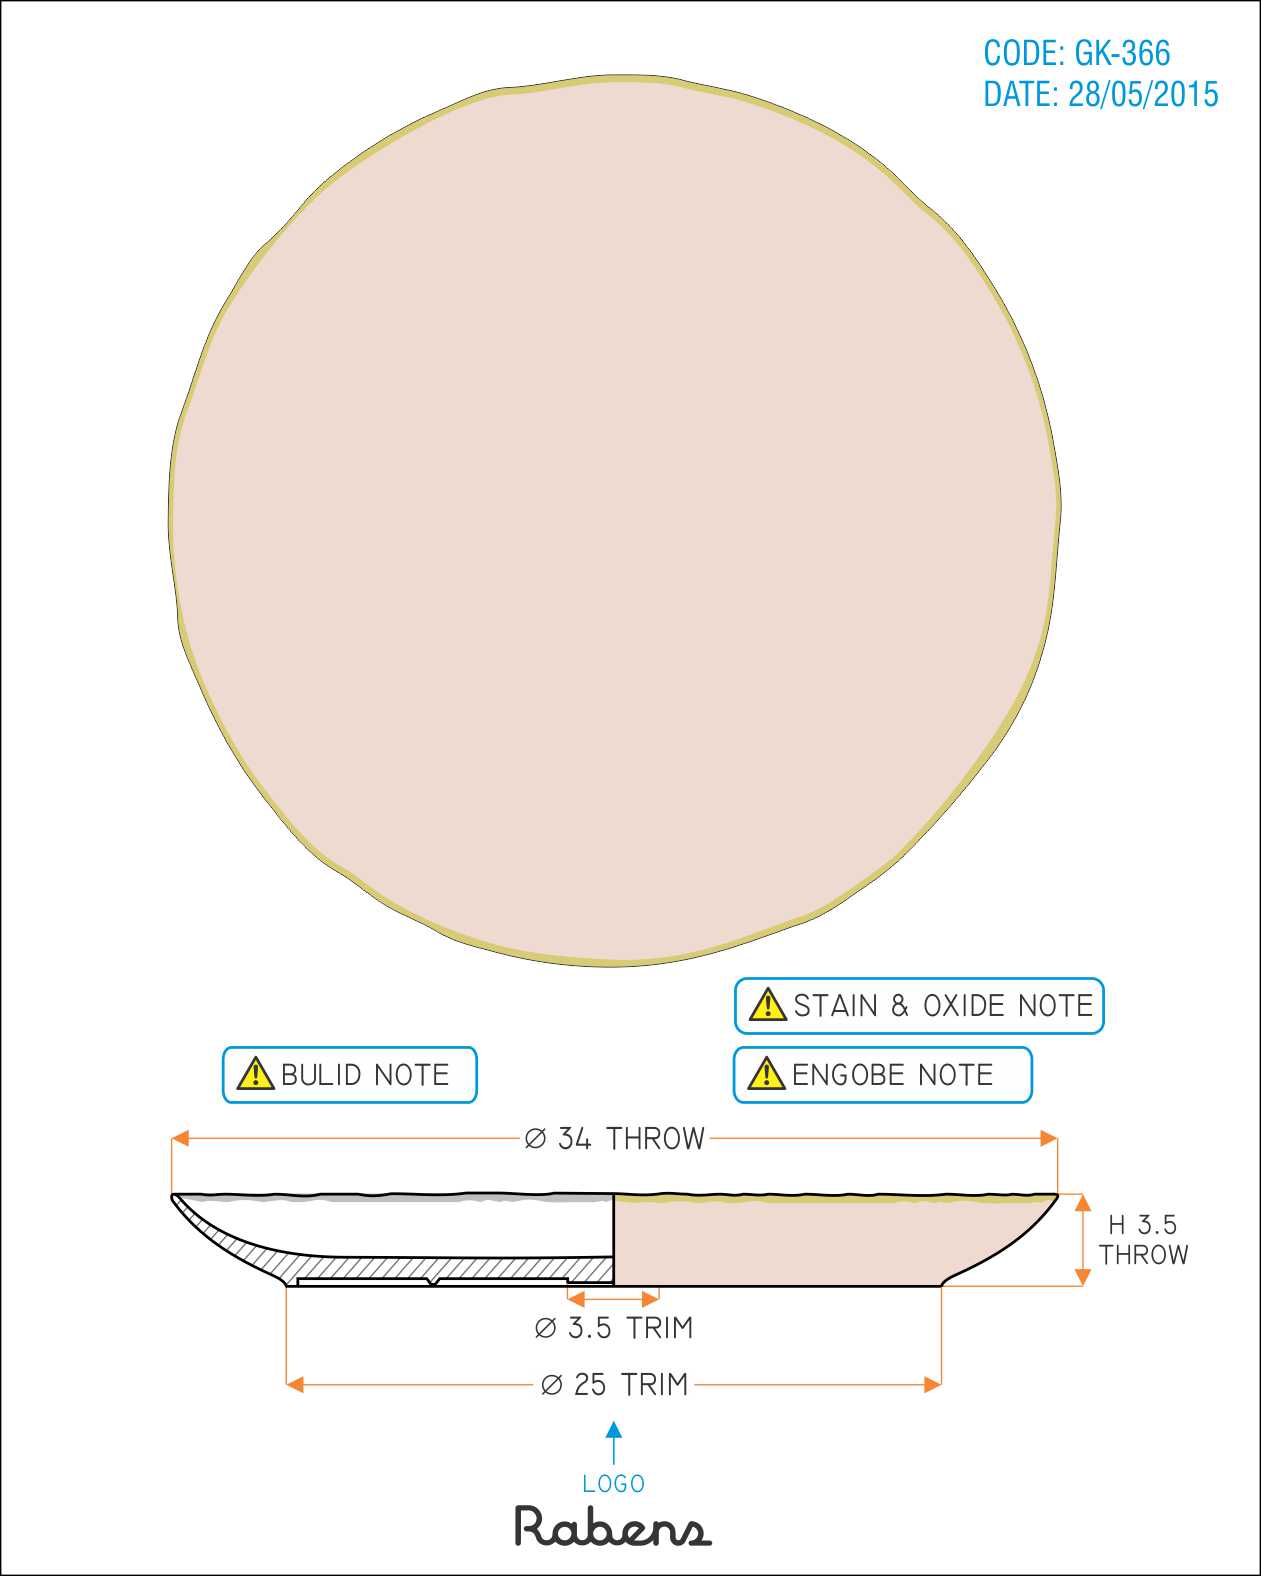 CODE: GK-366
DATE: 28/05/2015
STAIN & OXIDE NOTE
BULID NOTE
ENGOBE NOTE
Ø 34 THROW
H 3.5
THROW
Ø 3.5 TRIM
Ø 25 TRIM
LOGO
Rabens